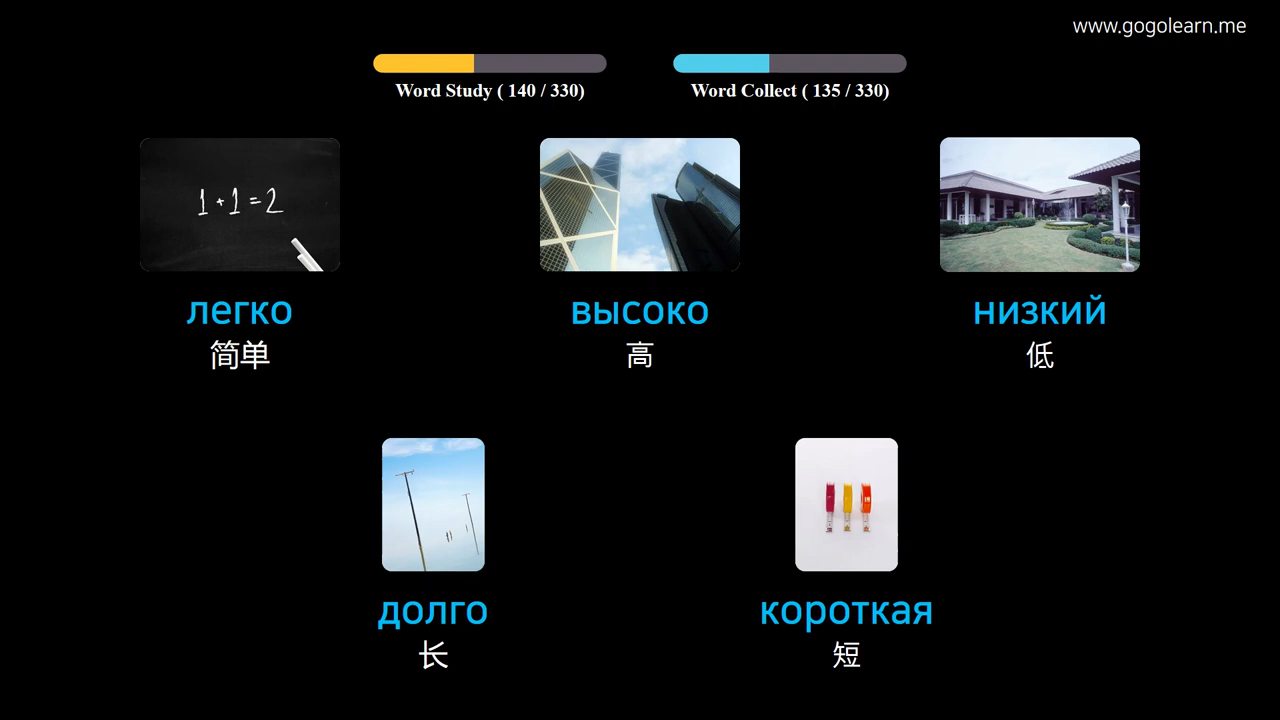 www.gogolearn.me
Word Study ( 140 / 330)
Word Collect ( 135 / 330)
1 + 1 = 2
легко
высоко
низкий
简单
高
低
долго
короткая
长
短